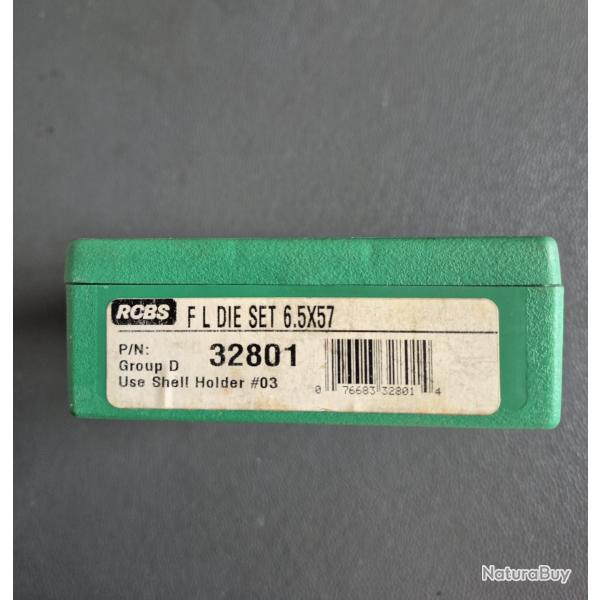 RCBS F L DIE SET 6.5X57
P/N: 32801
Group D
Use Shell Holder #03
0 76683 32801 4
NaturaBuy